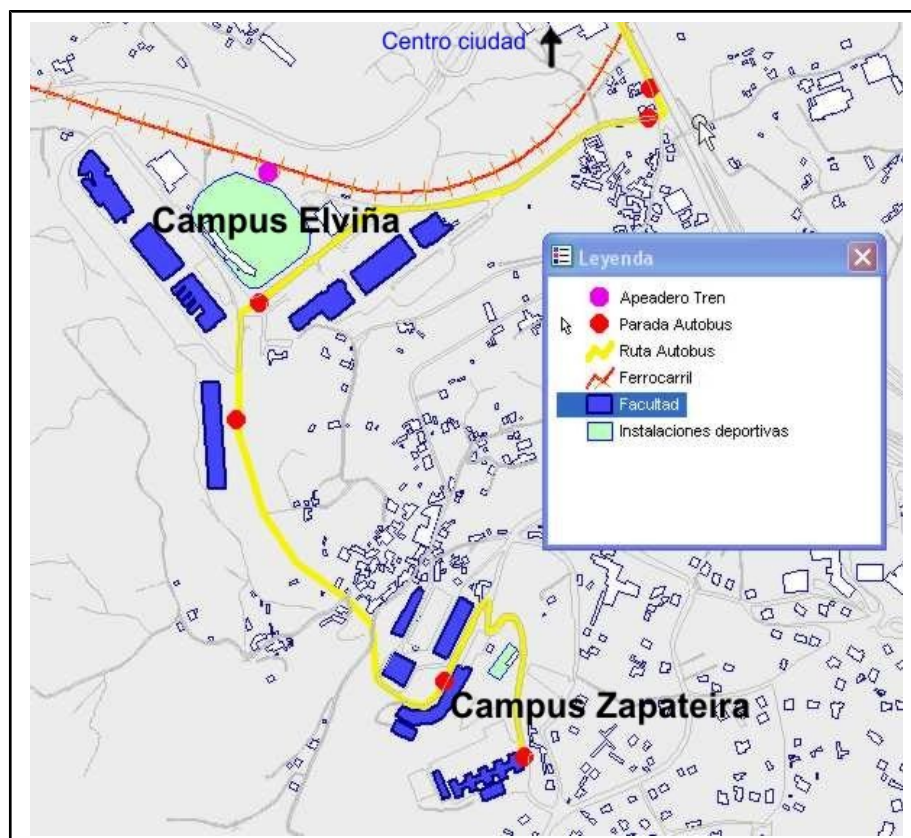 Centro ciudad
Campus Elviña
Leyenda
Apeadero Tren
Parada Autobus
Ruta Autobus
Ferrocarril
Facultad
Instalaciones deportivas
Campus Zapateira